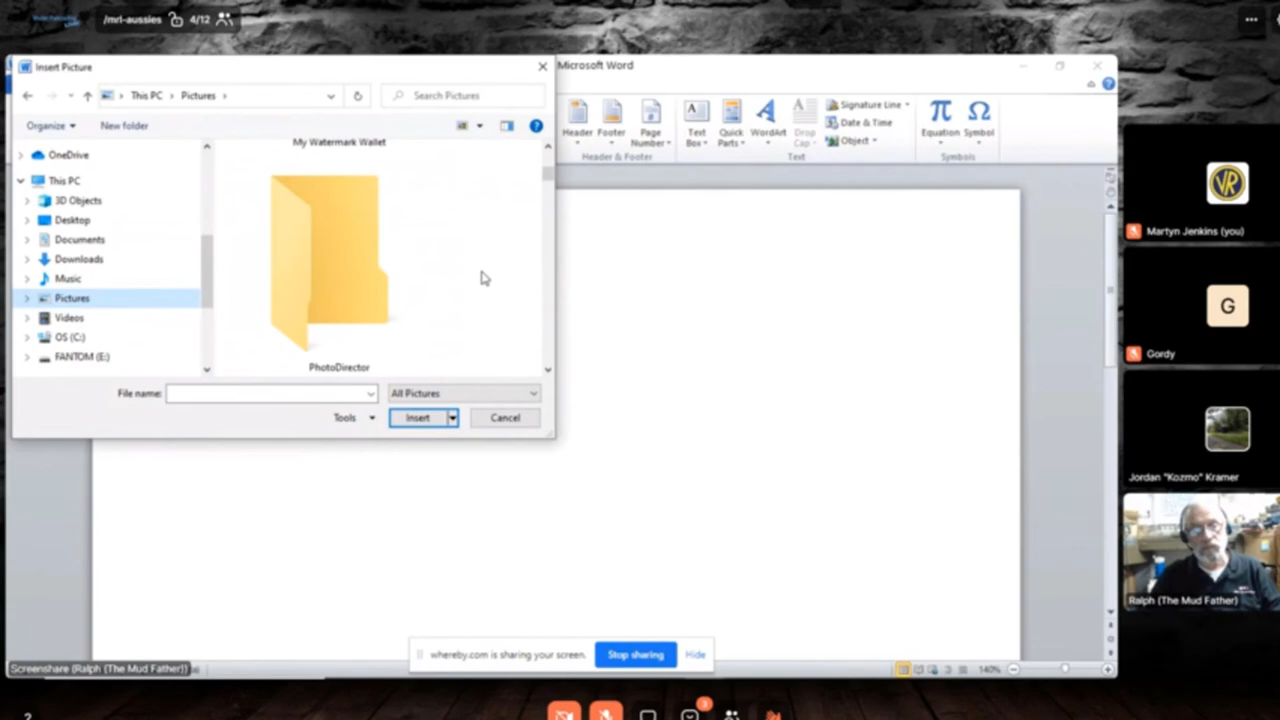 /mrl-aussies 4/12
Insert Picture
Microsoft Word
This PC
Pictures
Search Pictures
Organize
New folder
My Watermark Wallet
PhotoDirector
OneDrive
This PC
3D Objects
Desktop
Documents
Downloads
Music
Pictures
Videos
OS (C:)
FANTOM (E:)
File name:
All Pictures
Tools
Insert
Cancel
Header
Footer
Page
Number
Header & Footer
Text
Box
Quick
Parts
WordArt
Drop
Cap
Signature Line
Date & Time
Object
Text
Equation
Symbol
Symbols
VR
Martyn Jenkins (you)
G
Gordy
Jordan "Kozmo" Kramer
Ralph (The Mud Father)
whereby.com is sharing your screen.
Stop sharing
Hide
Screenshare (Ralph (The Mud Father))
140%